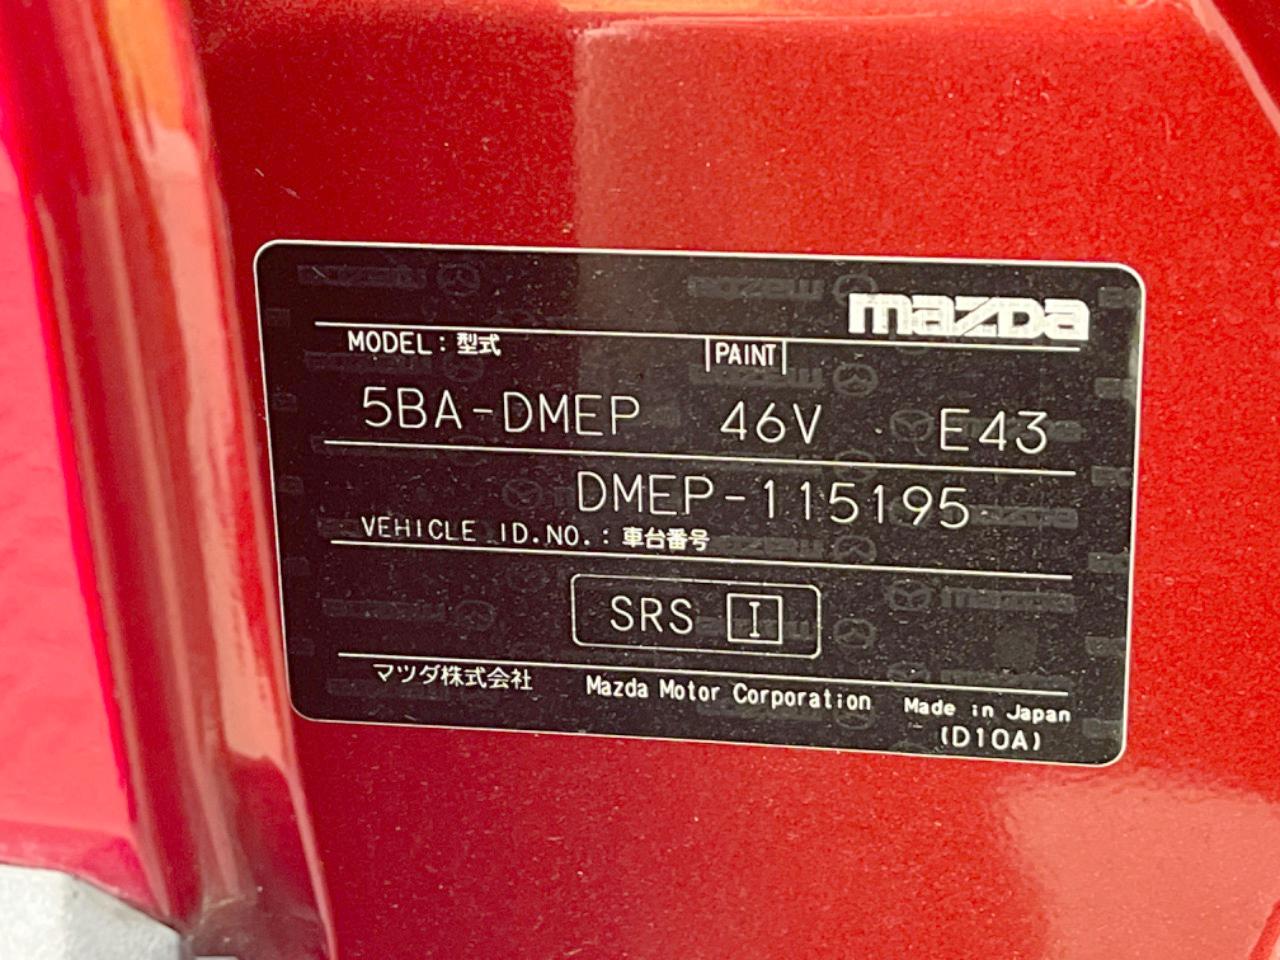 mazda
MODEL : 型式 PAINT
5BA-DMEP 46V E43
DMEP-115195
VEHICLE ID.NO. : 車台番号
SRS I
マツダ株式会社 Mazda Motor Corporation Made in Japan
(D10A)